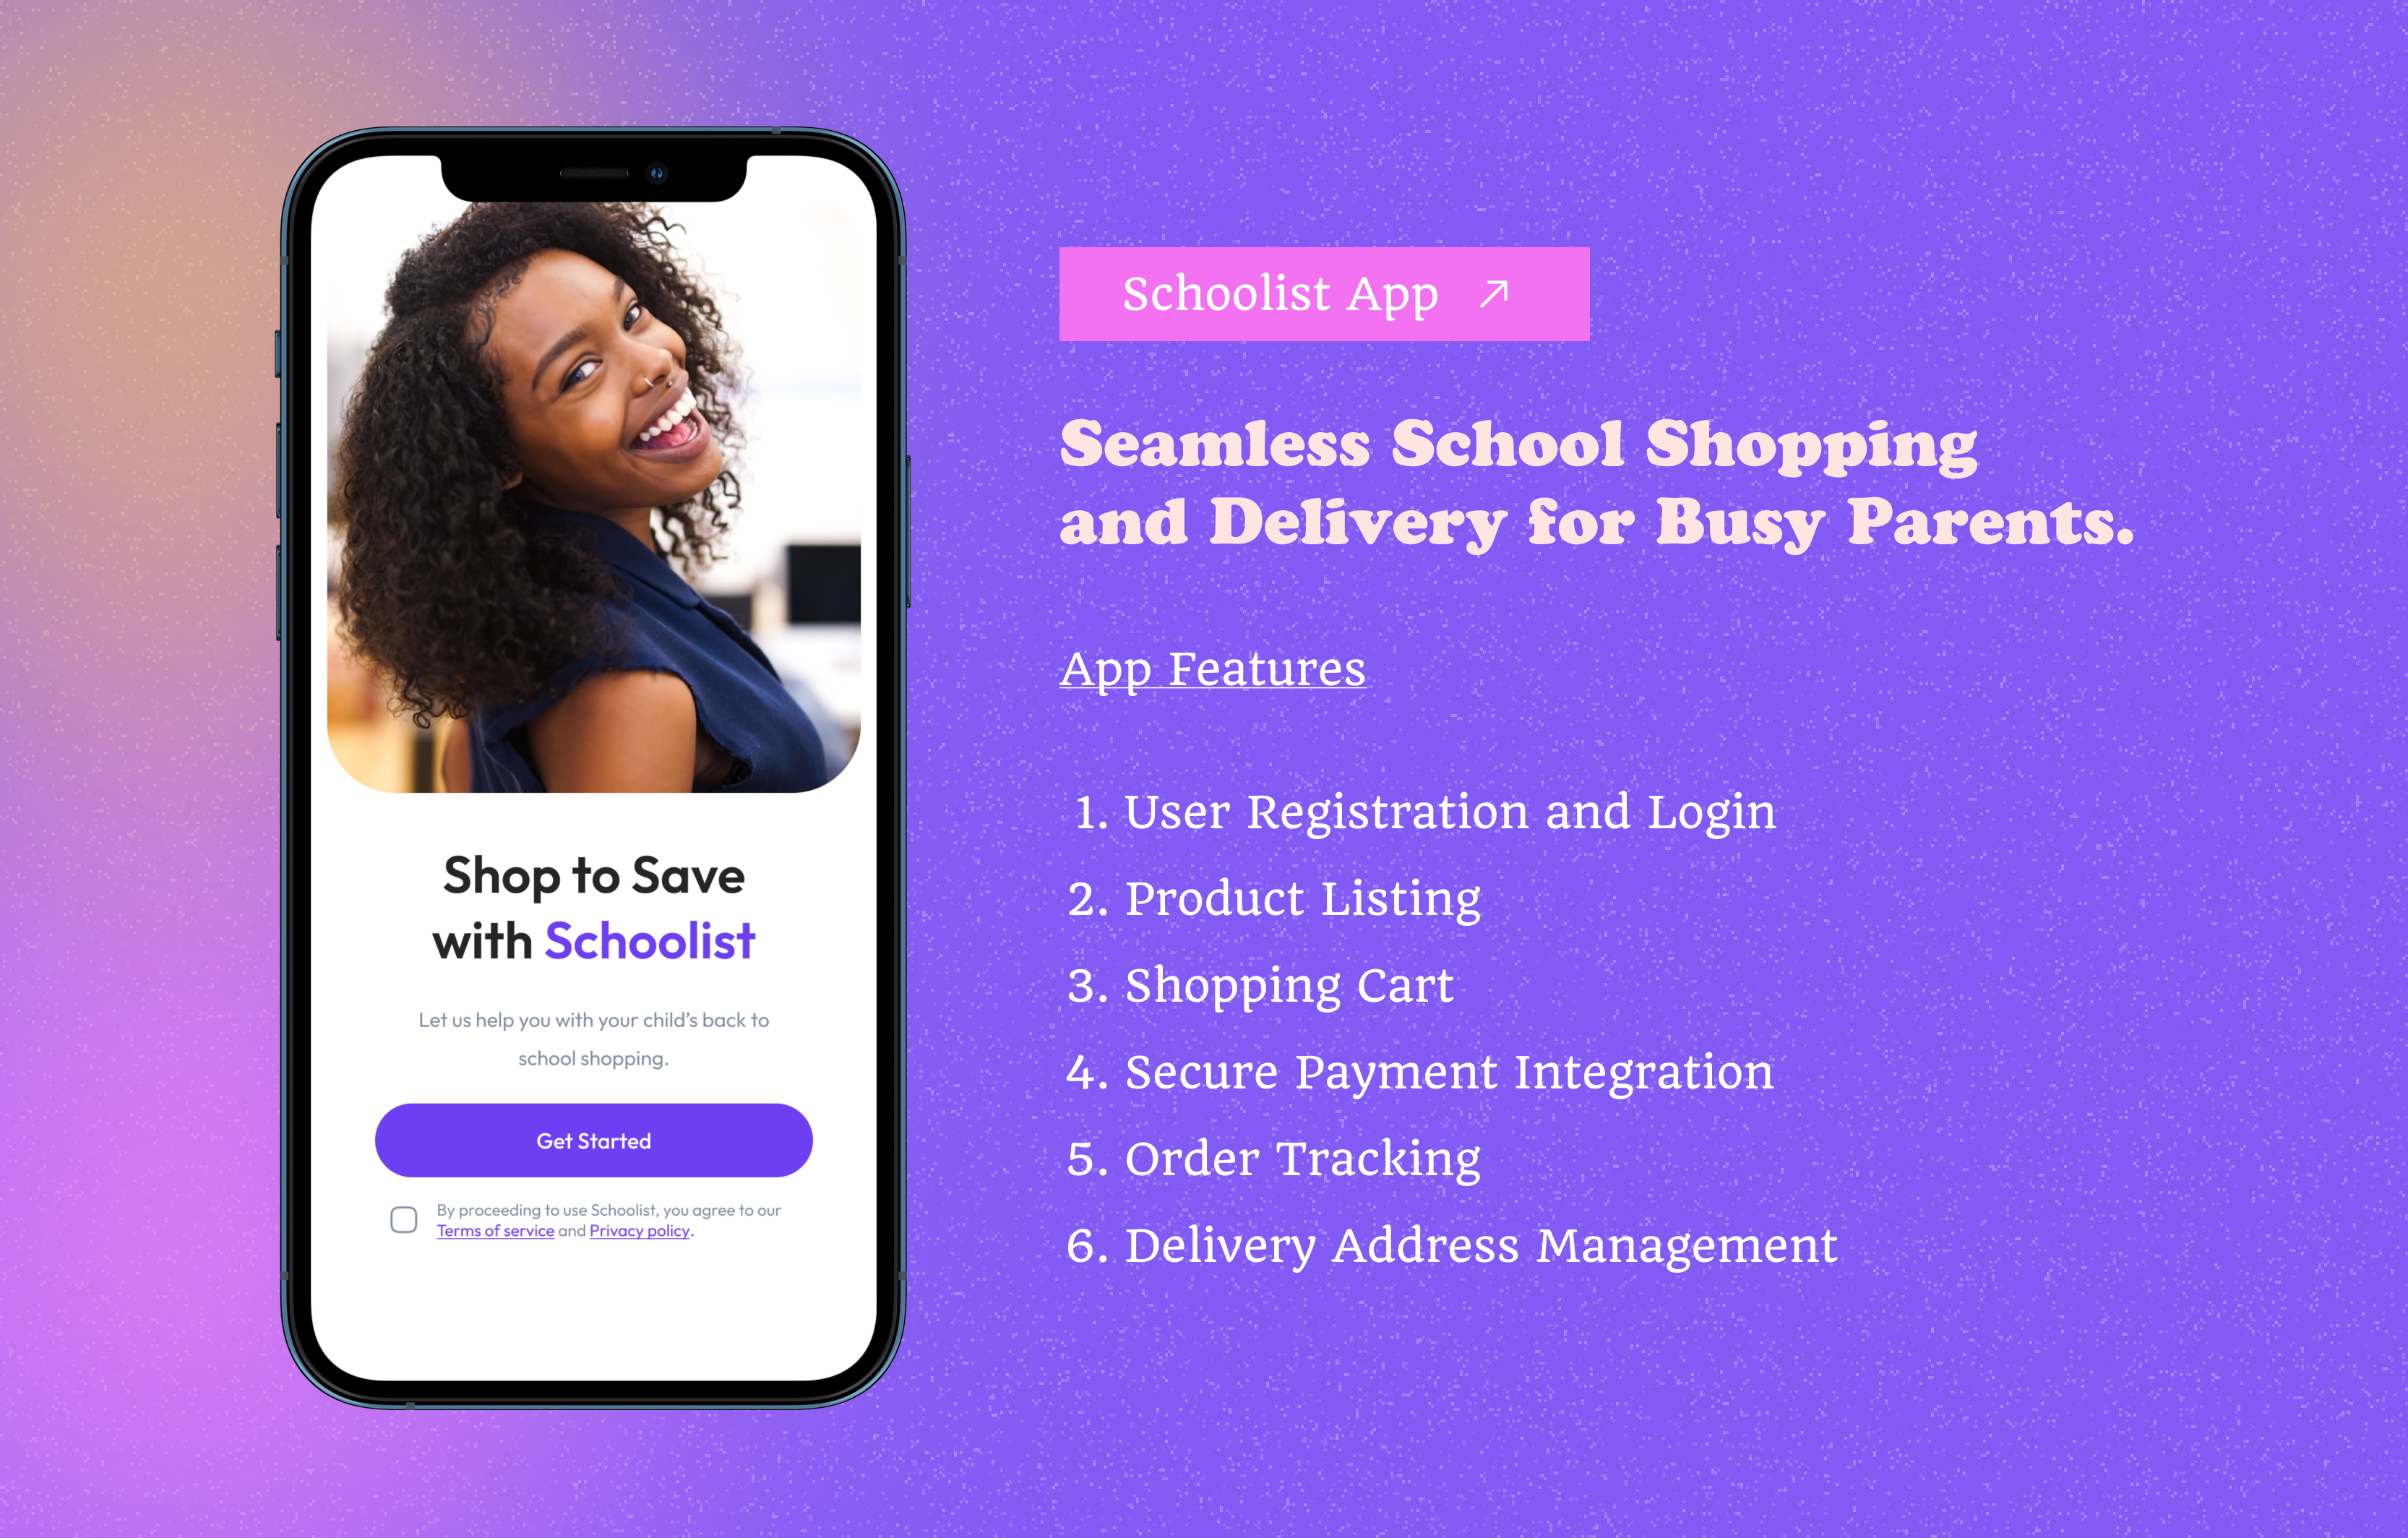 Shop to Save
with Schoolist
Let us help you with your child’s back to
school shopping.
Get Started
By proceeding to use Schoolist, you agree to our
Terms of service and Privacy policy.
Schoolist App
Seamless School Shopping
and Delivery for Busy Parents.
App Features
1. User Registration and Login
2. Product Listing
3. Shopping Cart
4. Secure Payment Integration
5. Order Tracking
6. Delivery Address Management